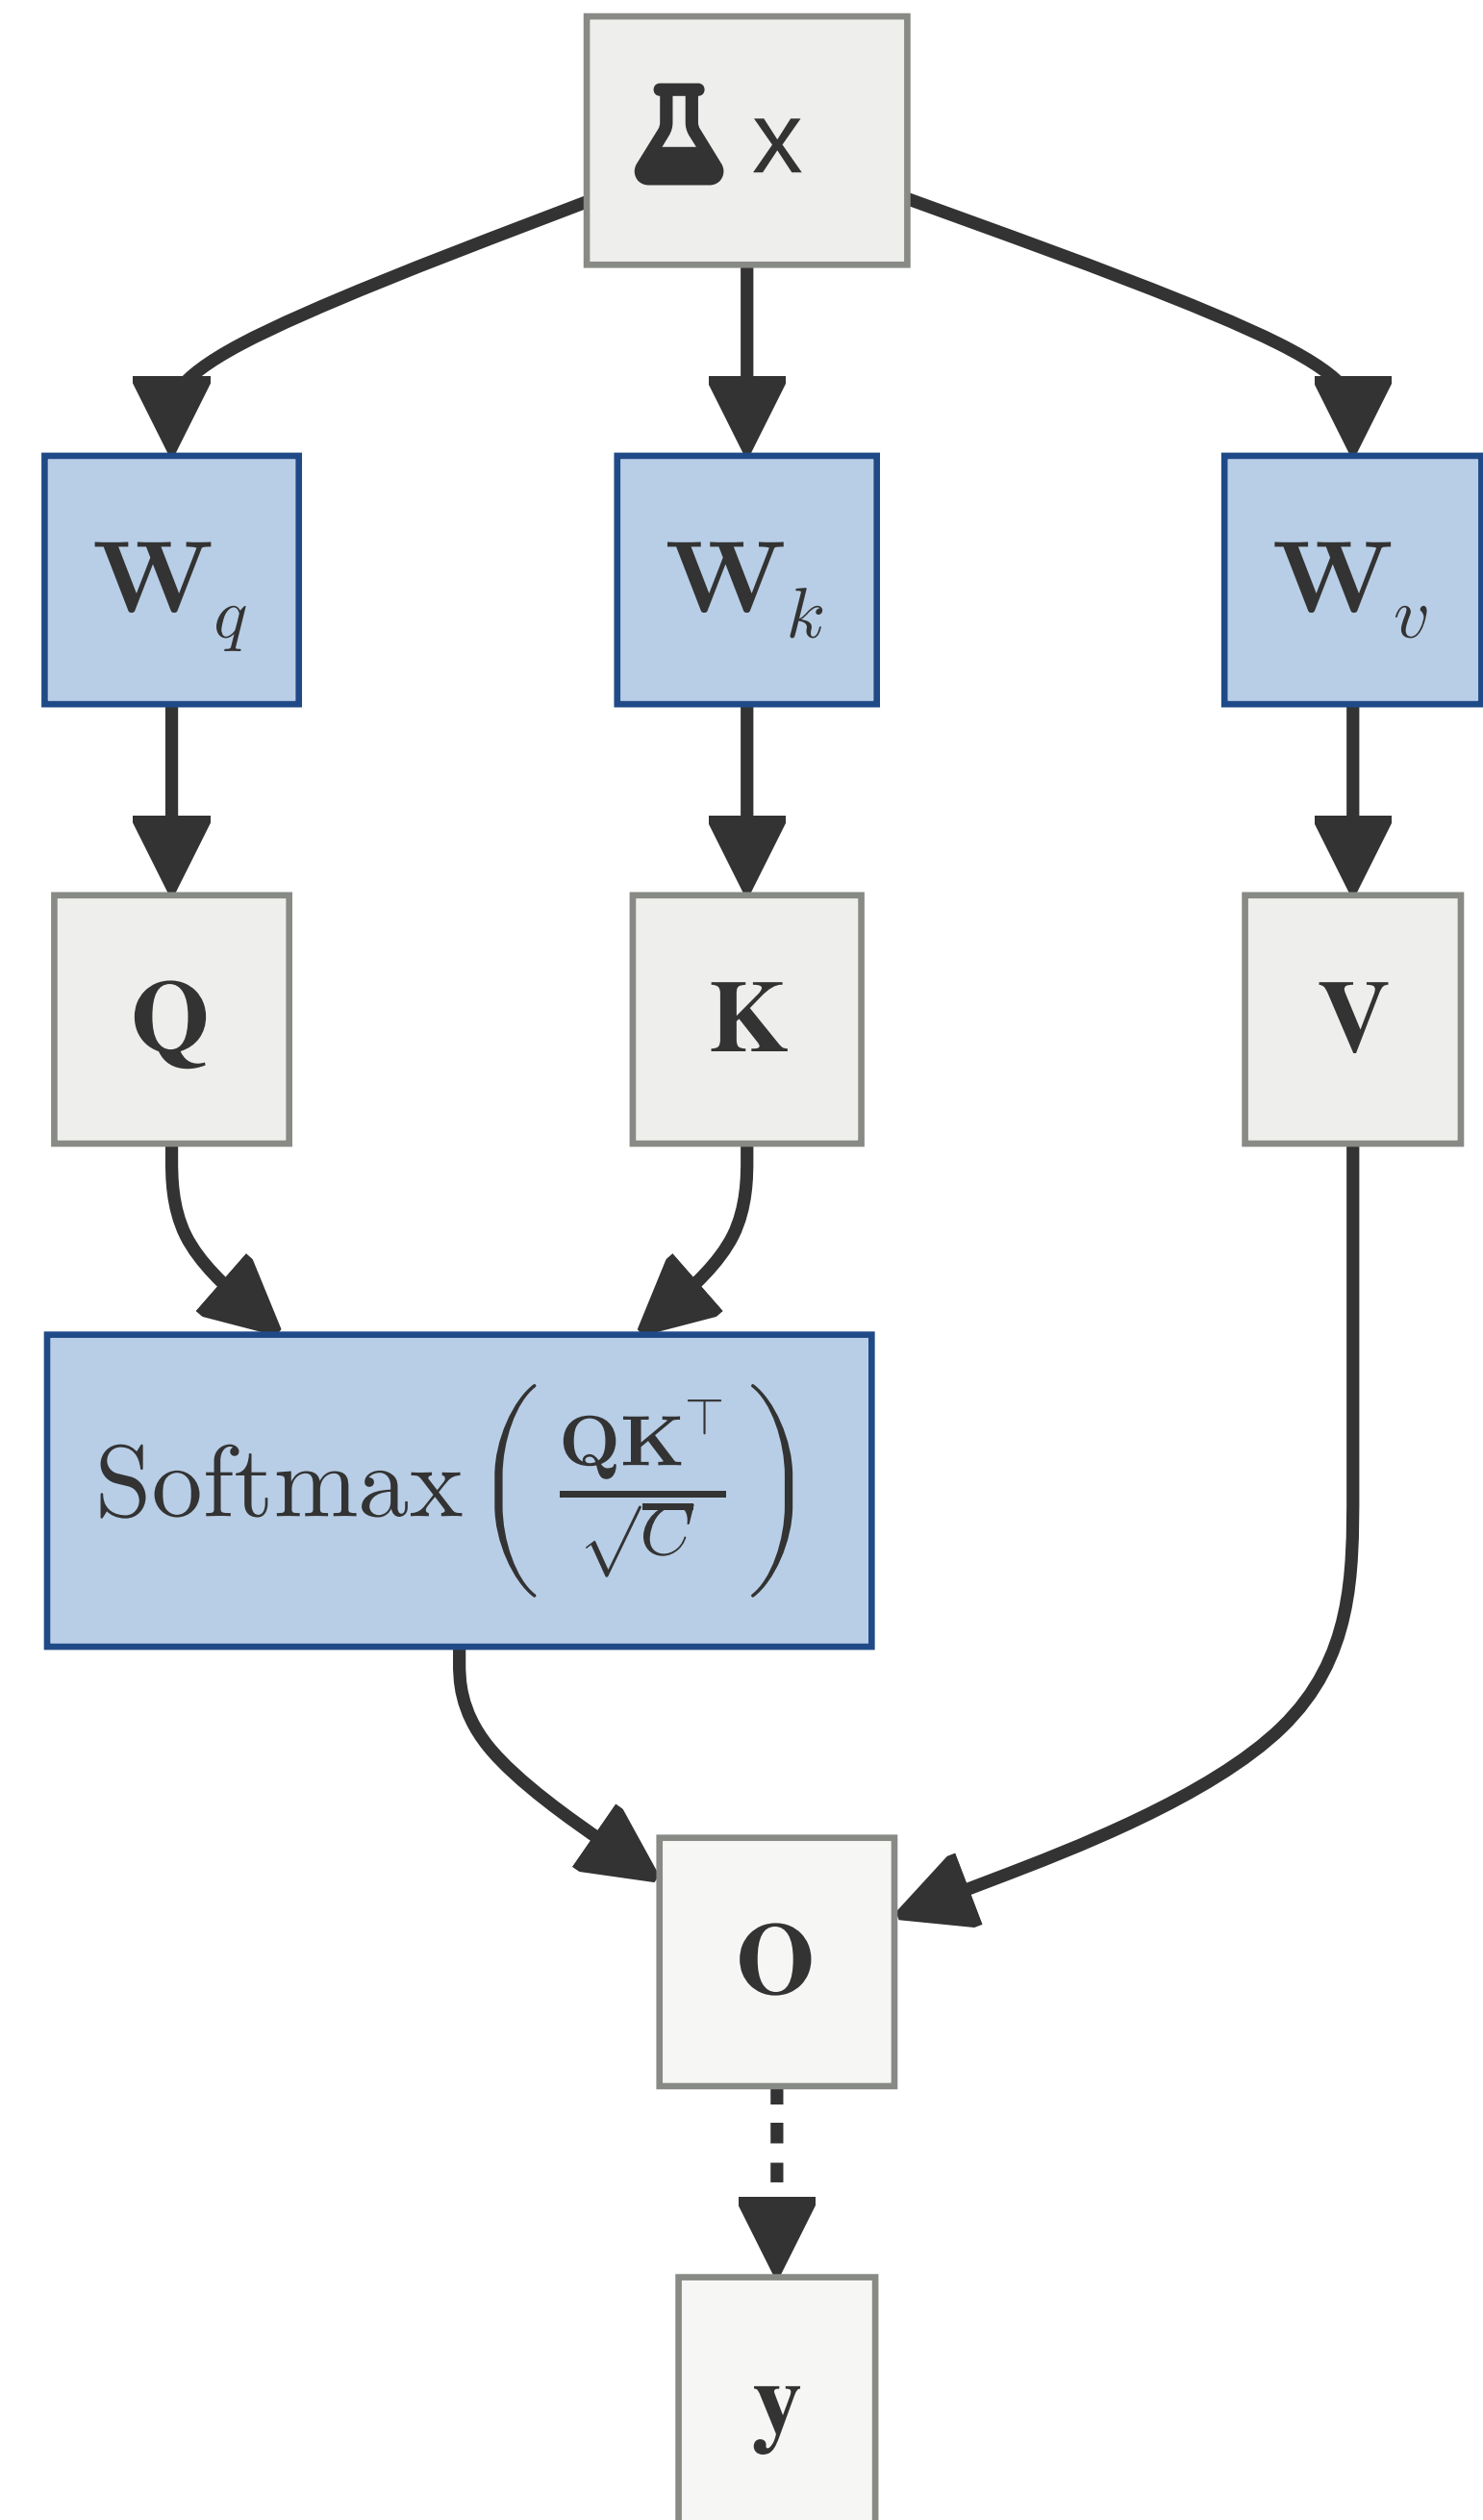 x
W_q
W_k
W_v
Q
K
V
Softmax(QK^⊤/√C)
O
y